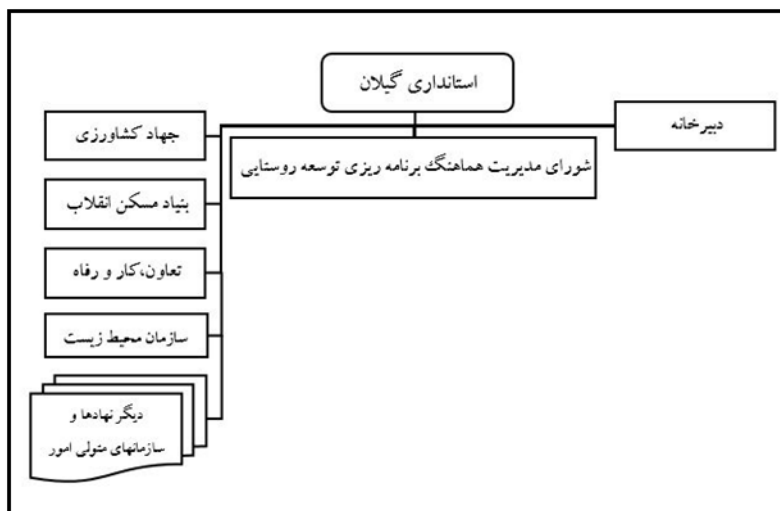 استانداری گیلان
دبیرخانه
جهاد کشاورزی
شورای مدیریت هماهنگ برنامه ریزی توسعه روستایی
بنیاد مسکن انقلاب
تعاون،کار و رفاه
سازمان محیط زیست
دیگر نهادها و
سازمانهای متولی امور